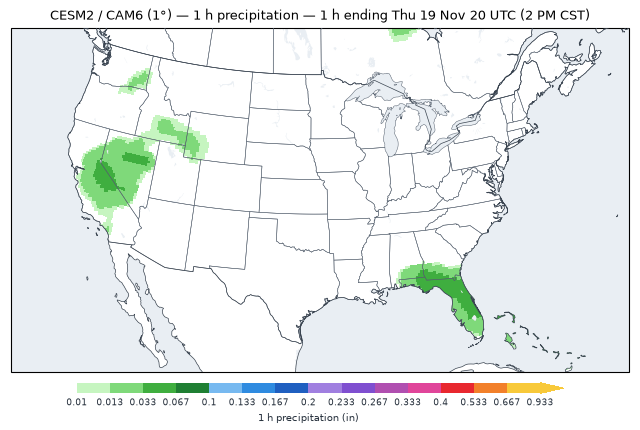 CESM2 / CAM6 (1°) — 1 h precipitation — 1 h ending Thu 19 Nov 20 UTC (2 PM CST)
0.01 0.013 0.033 0.067 0.1 0.133 0.167 0.2 0.233 0.267 0.333 0.4 0.533 0.667 0.933
1 h precipitation (in)